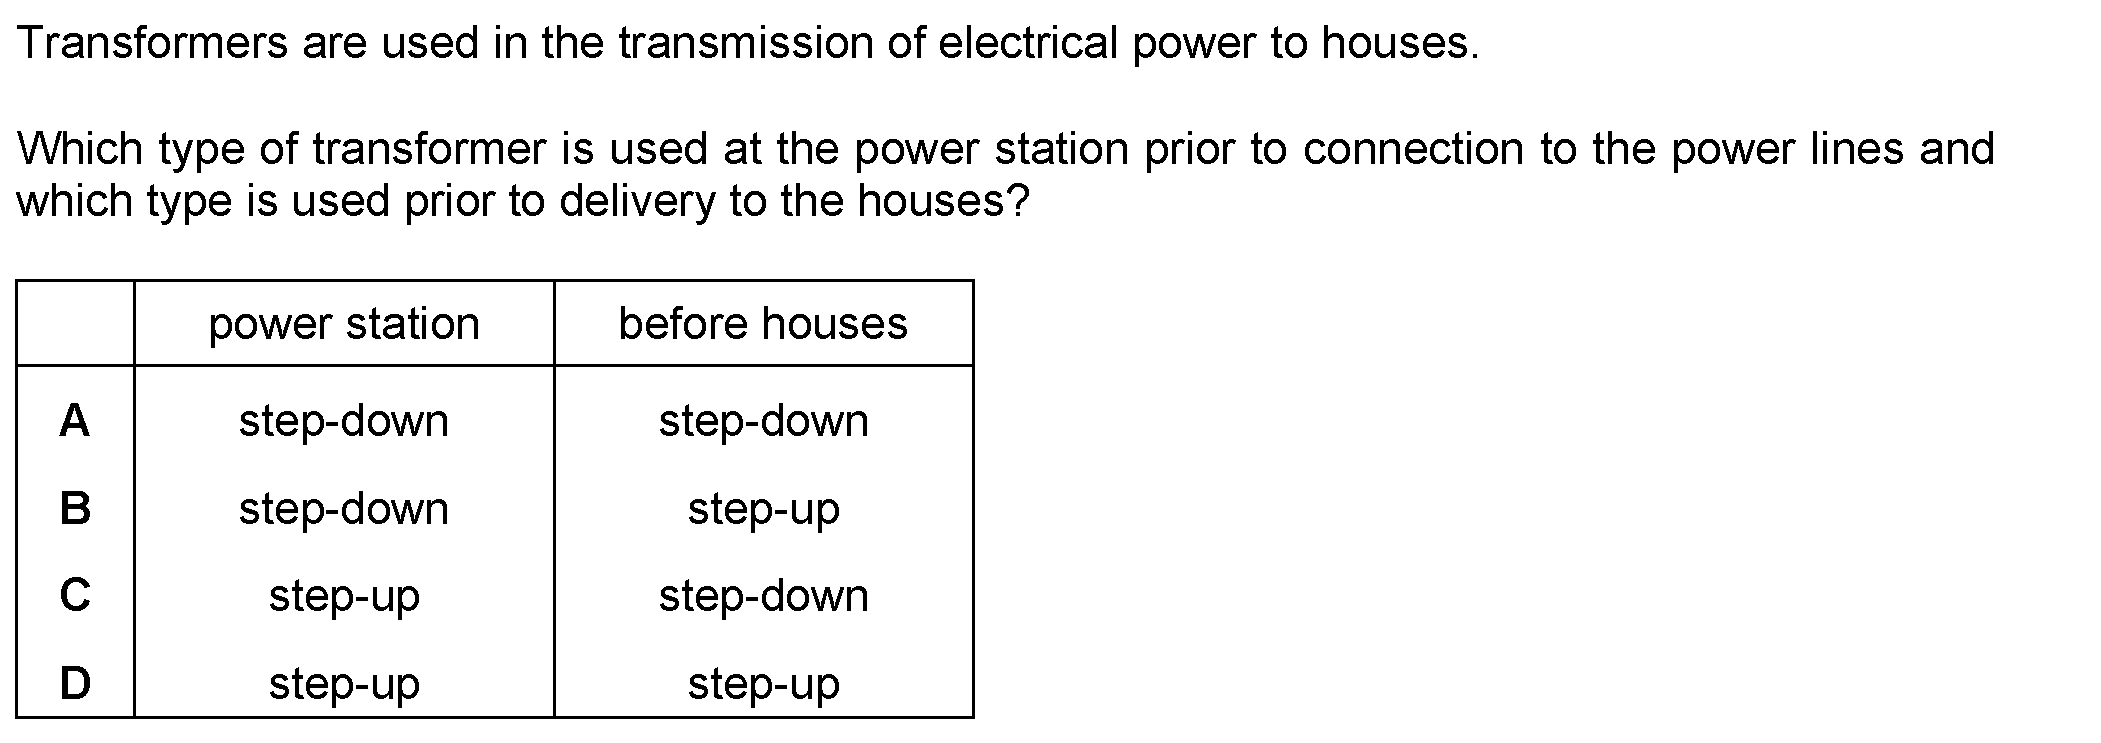 Transformers are used in the transmission of electrical power to houses.
Which type of transformer is used at the power station prior to connection to the power lines and
which type is used prior to delivery to the houses?
power station before houses
A step-down step-down
B step-down step-up
C step-up step-down
D step-up step-up